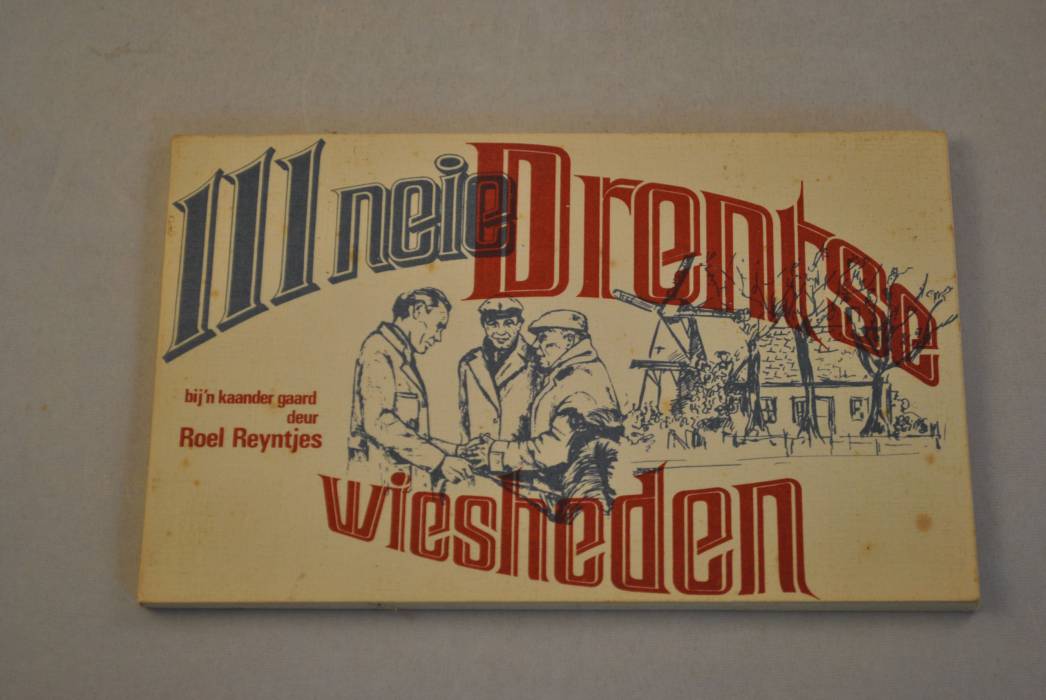 111 neie Drentse
bij'n kaander gaard
deur
Roel Reyntjes
wiesheden